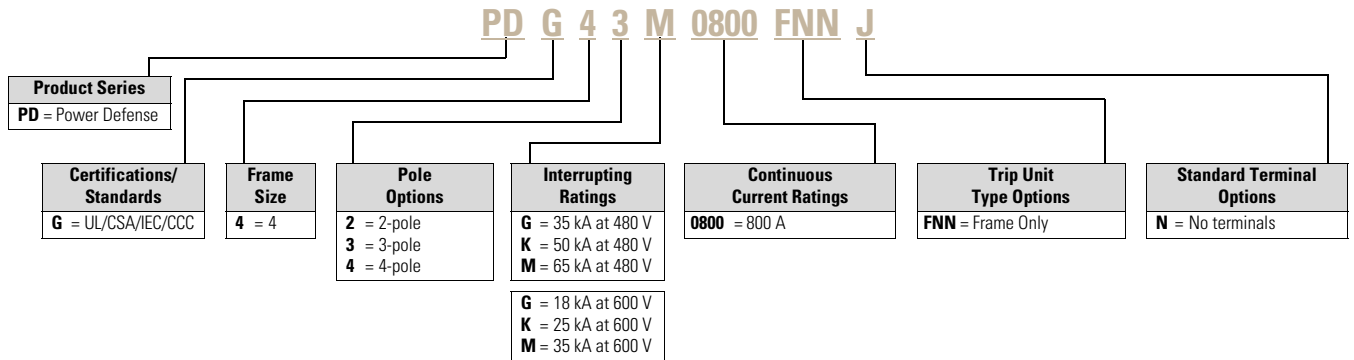 PD G 4 3 M 0800 FNN J
Product Series
PD = Power Defense
Certifications/
Standards
G = UL/CSA/IEC/CCC
Frame
Size
4 = 4
Pole
Options
2 = 2-pole
3 = 3-pole
4 = 4-pole
Interrupting
Ratings
G = 35 kA at 480 V
K = 50 kA at 480 V
M = 65 kA at 480 V
G = 18 kA at 600 V
K = 25 kA at 600 V
M = 35 kA at 600 V
Continuous
Current Ratings
0800 = 800 A
Trip Unit
Type Options
FNN = Frame Only
Standard Terminal
Options
N = No terminals